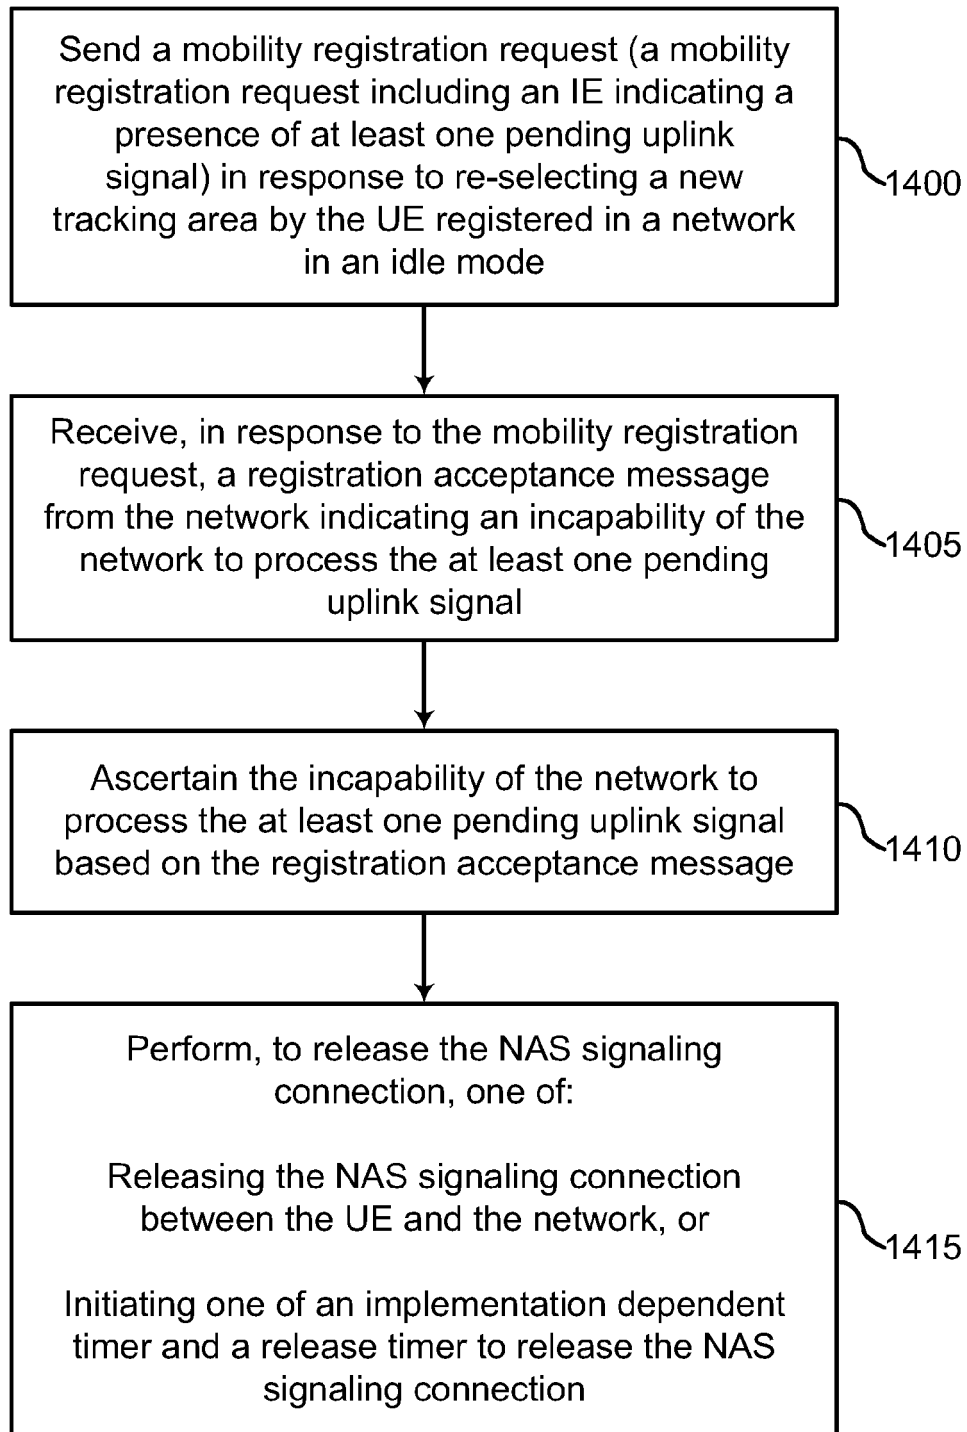 Send a mobility registration request (a mobility
registration request including an IE indicating a
presence of at least one pending uplink
signal) in response to re-selecting a new
tracking area by the UE registered in a network
in an idle mode
1400
Receive, in response to the mobility registration
request, a registration acceptance message
from the network indicating an incapability of the
network to process the at least one pending
uplink signal
1405
Ascertain the incapability of the network to
process the at least one pending uplink signal
based on the registration acceptance message
1410
Perform, to release the NAS signaling
connection, one of:
Releasing the NAS signaling connection
between the UE and the network, or
Initiating one of an implementation dependent
timer and a release timer to release the NAS
signaling connection
1415